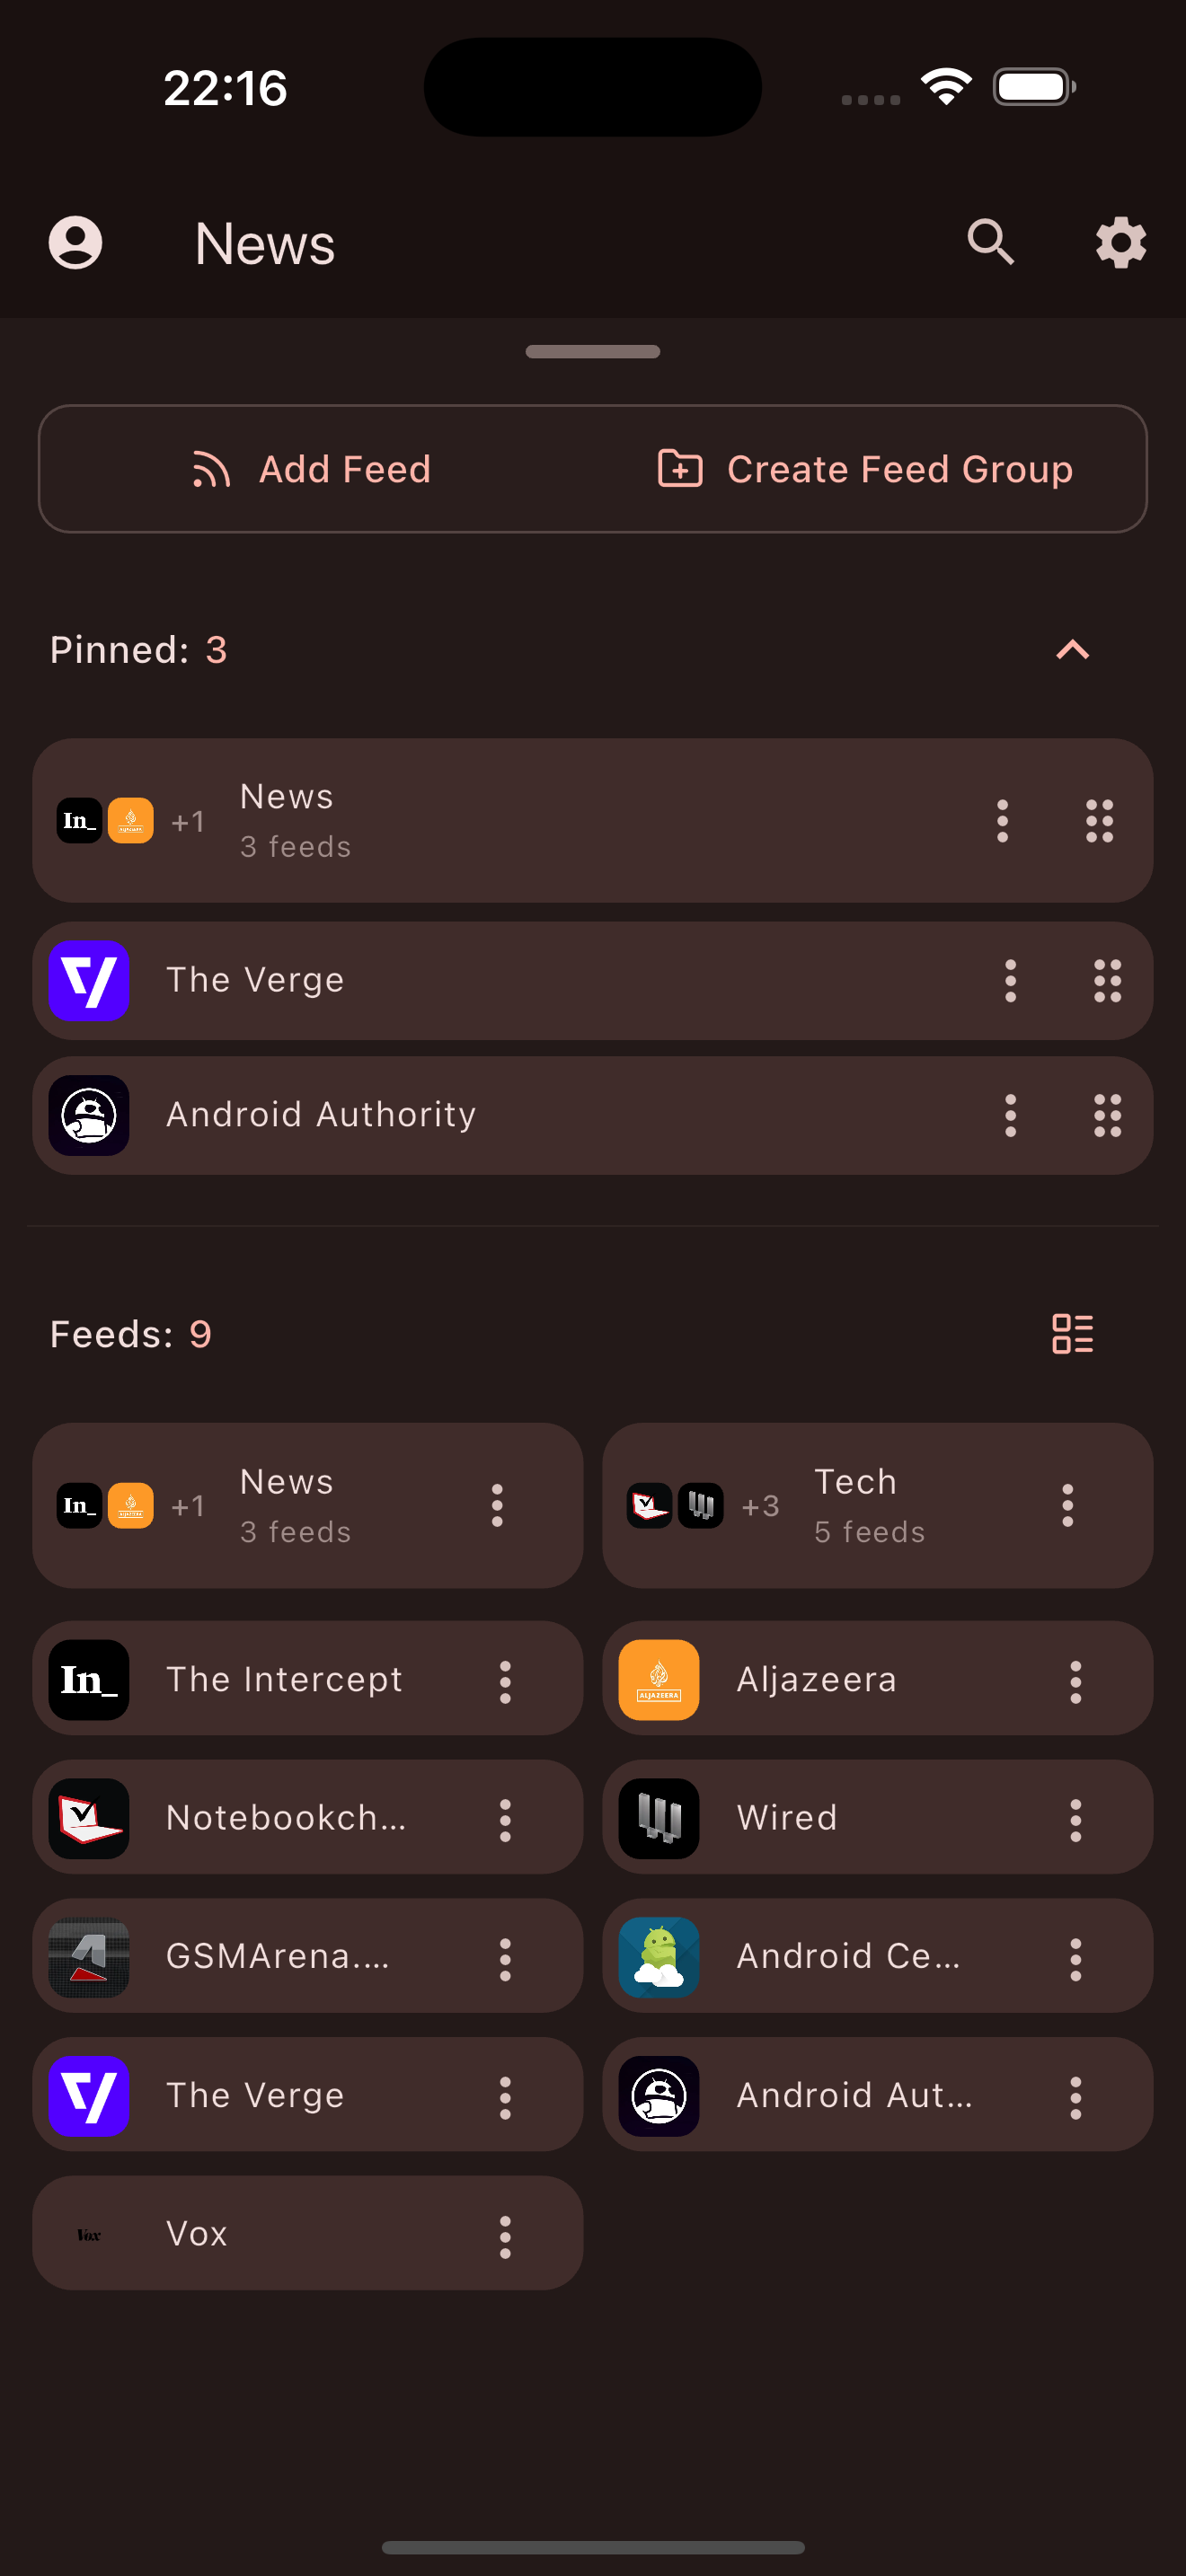 22:16
News
Add Feed
Create Feed Group
Pinned: 3
In_
+1
News
3 feeds
The Verge
Android Authority
Feeds: 9
In_
+1
News
3 feeds
+3
Tech
5 feeds
In_
The Intercept
ALJAZEERA
Aljazeera
Notebookch...
Wired
GSMArena....
Android Ce...
The Verge
Android Aut...
Vox
Vox